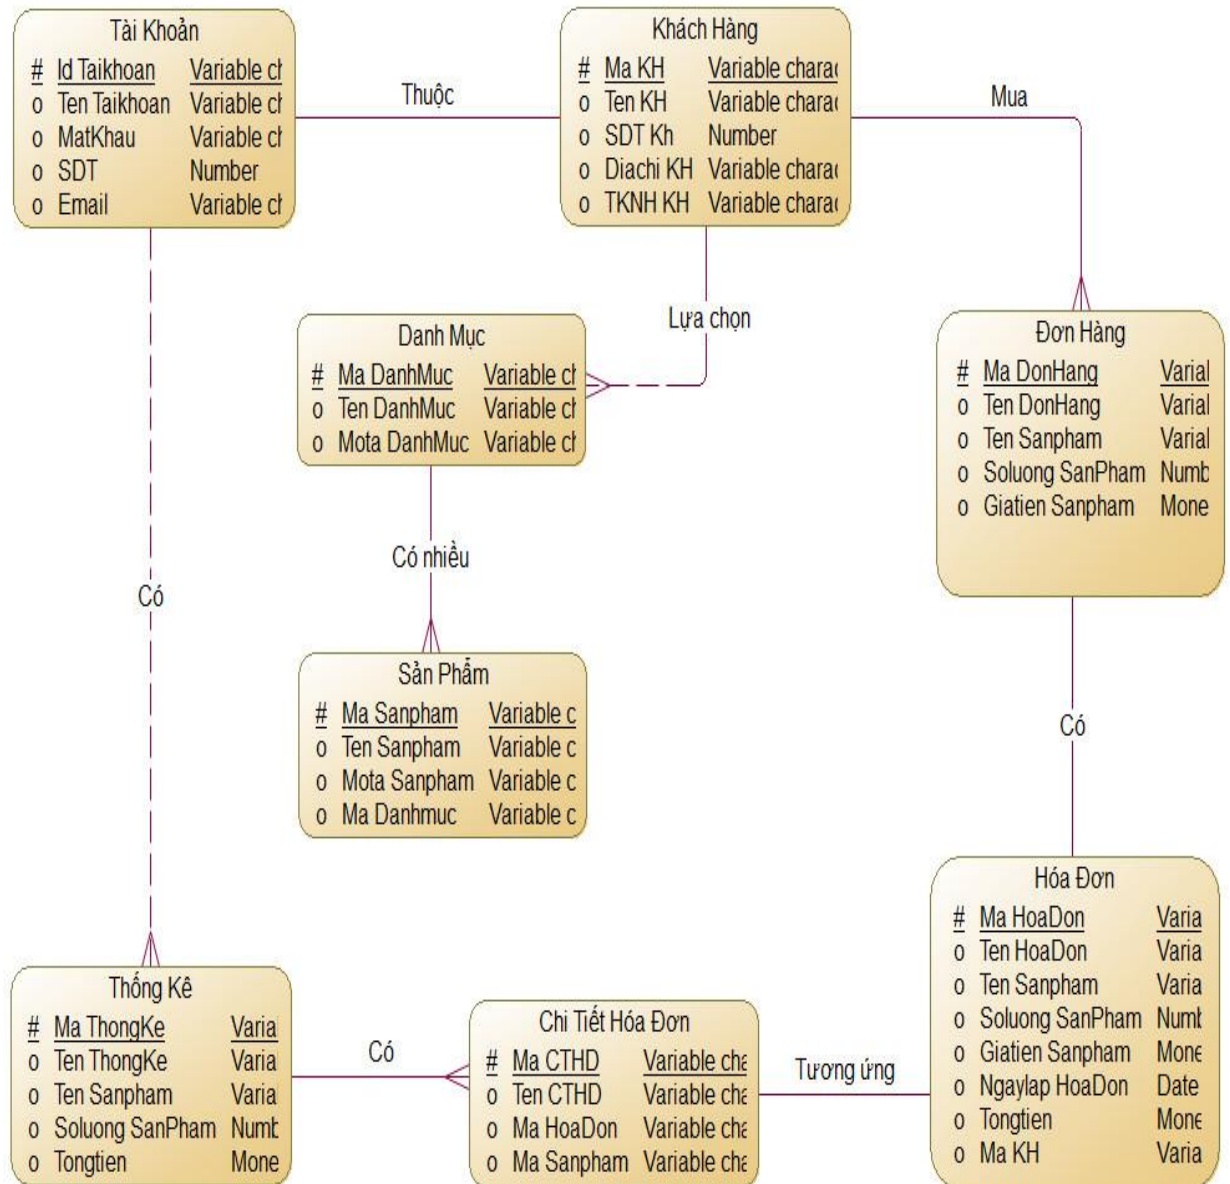 Tài Khoản
# Id Taikhoan Variable ch
o Ten Taikhoan Variable ch
o MatKhau Variable ch
o SDT Number
o Email Variable ch
Thuộc
Khách Hàng
# Ma KH Variable charac
o Ten KH Variable charac
o SDT Kh Number
o Diachi KH Variable charac
o TKNH KH Variable charac
Mua
Lựa chọn
Danh Mục
# Ma DanhMuc Variable ch
o Ten DanhMuc Variable ch
o Mota DanhMuc Variable ch
Đơn Hàng
# Ma DonHang Varial
o Ten DonHang Varial
o Ten Sanpham Varial
o Soluong SanPham Numb
o Giatien Sanpham Mone
Có nhiều
Có
Sản Phẩm
# Ma Sanpham Variable c
o Ten Sanpham Variable c
o Mota Sanpham Variable c
o Ma Danhmuc Variable c
Có
Hóa Đơn
# Ma HoaDon Varia
o Ten HoaDon Varia
o Ten Sanpham Varia
o Soluong SanPham Numb
o Giatien Sanpham Mone
o Ngaylap HoaDon Date
o Tongtien Mone
o Ma KH Varia
Thống Kê
# Ma ThongKe Varia
o Ten ThongKe Varia
o Ten Sanpham Varia
o Soluong SanPham Numb
o Tongtien Mone
Có
Chi Tiết Hóa Đơn
# Ma CTHD Variable cha
o Ten CTHD Variable cha
o Ma HoaDon Variable cha
o Ma Sanpham Variable cha
Tương ứng